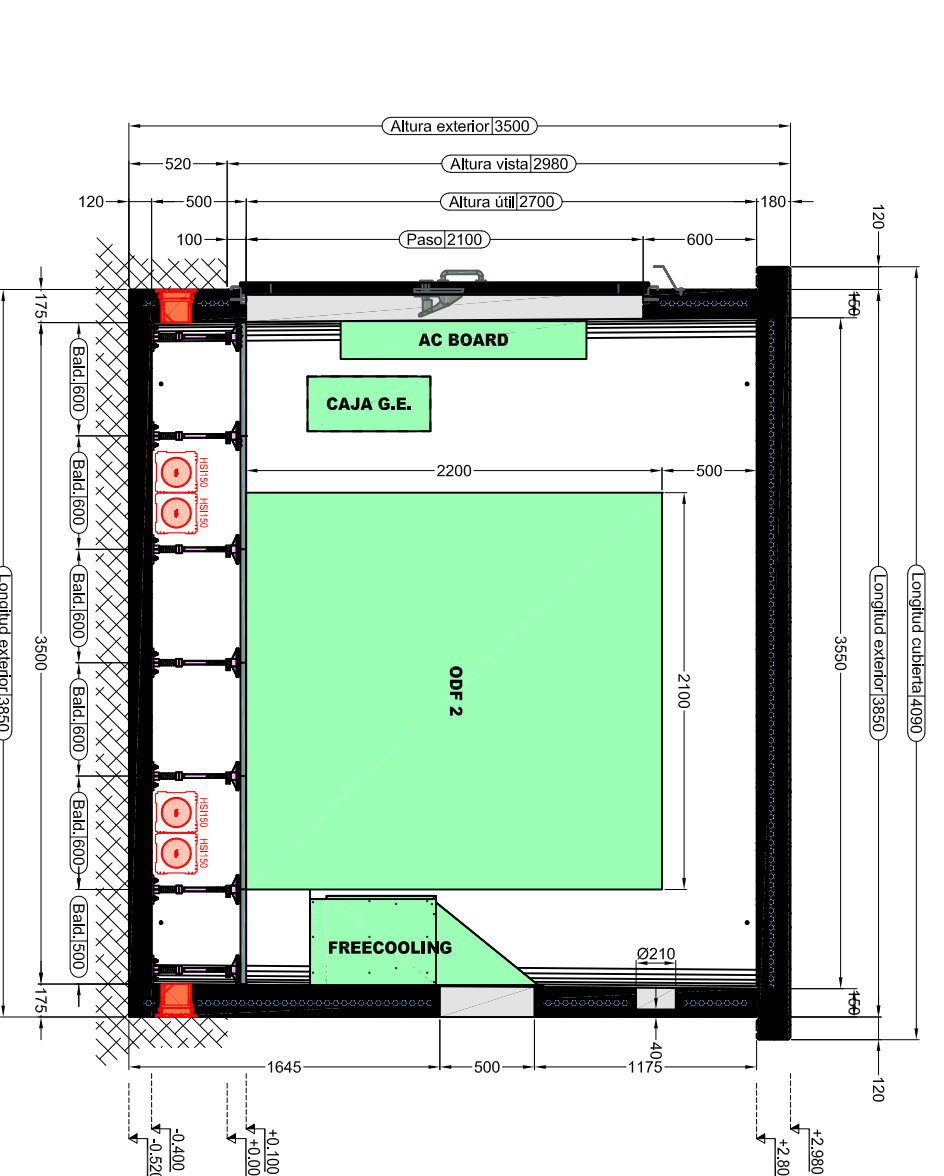 Altura exterior|3500
520
Altura vista|2980
120
500
Altura útil|2700
180
120
100
Paso|2100
600
175
150
AC BOARD
Bald.|600
CAJA G.E.
Bald.|600
HSI150
HSI150
2200
500
Bald.|600
Longitud exterior|3850
3500
ODF 2
2100
3550
Longitud exterior|3850
Longitud cubierta|4090
Bald.|600
Bald.|600
HSI150
HSI150
Bald.|500
FREECOOLING
Ø210
175
150
40
1645
500
1175
120
-0.520
-0.400
+0.00
+0.100
+2.80
+2.980